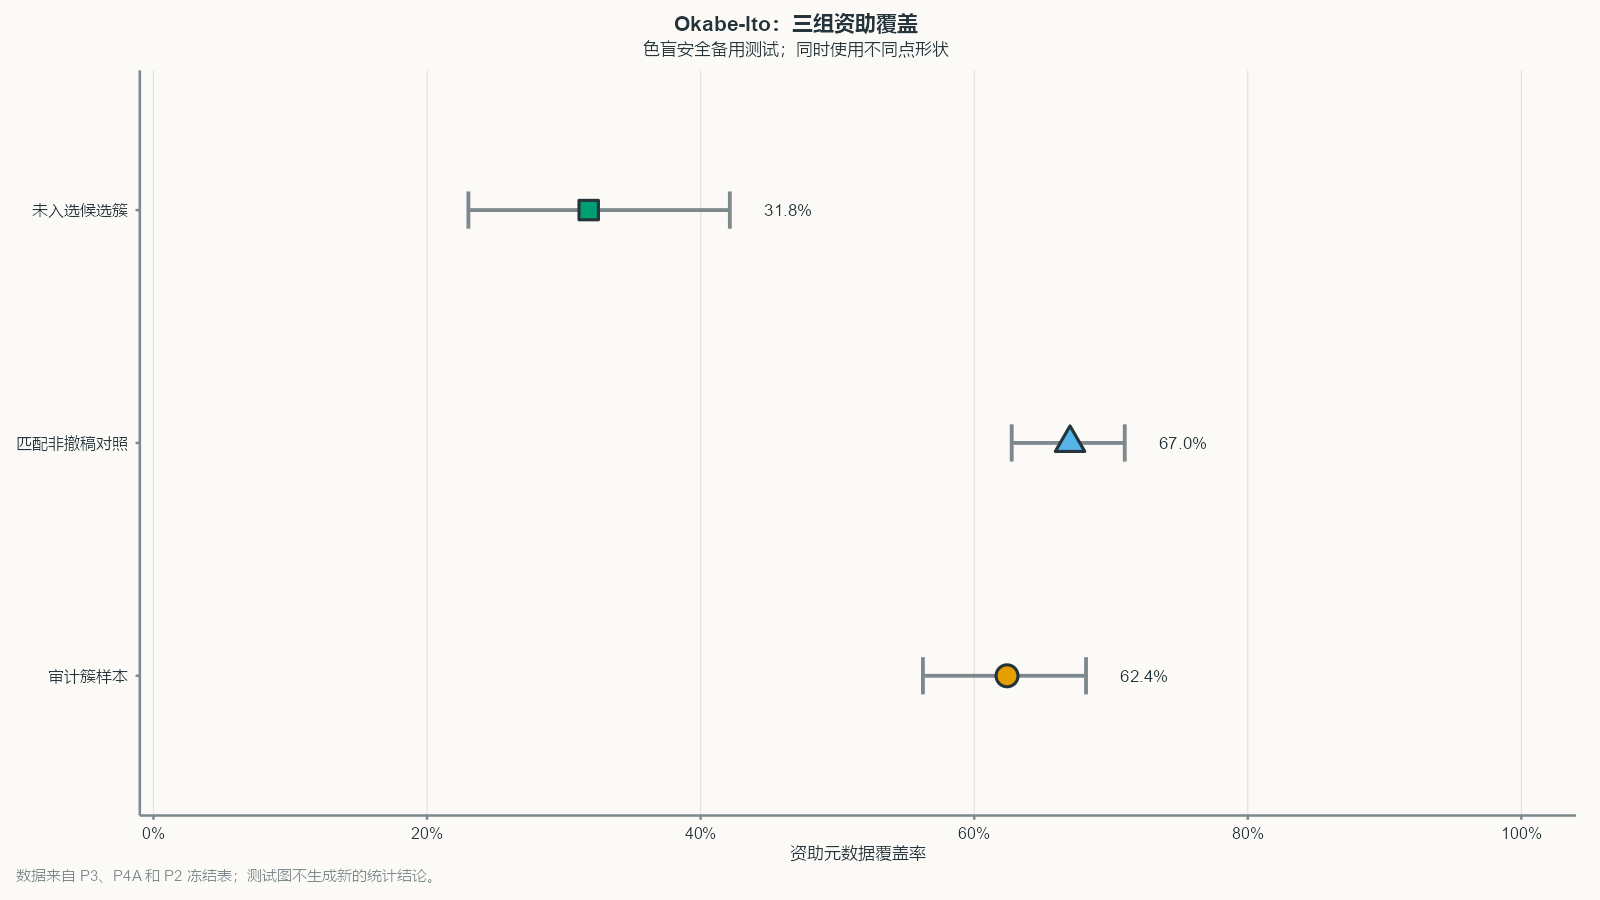 Okabe-Ito：三组资助覆盖
色盲安全备用测试；同时使用不同点形状
未入选候选簇
31.8%
匹配非撤稿对照
67.0%
审计簇样本
62.4%
0%
20%
40%
60%
80%
100%
资助元数据覆盖率
数据来自 P3、P4A 和 P2 冻结表；测试图不生成新的统计结论。